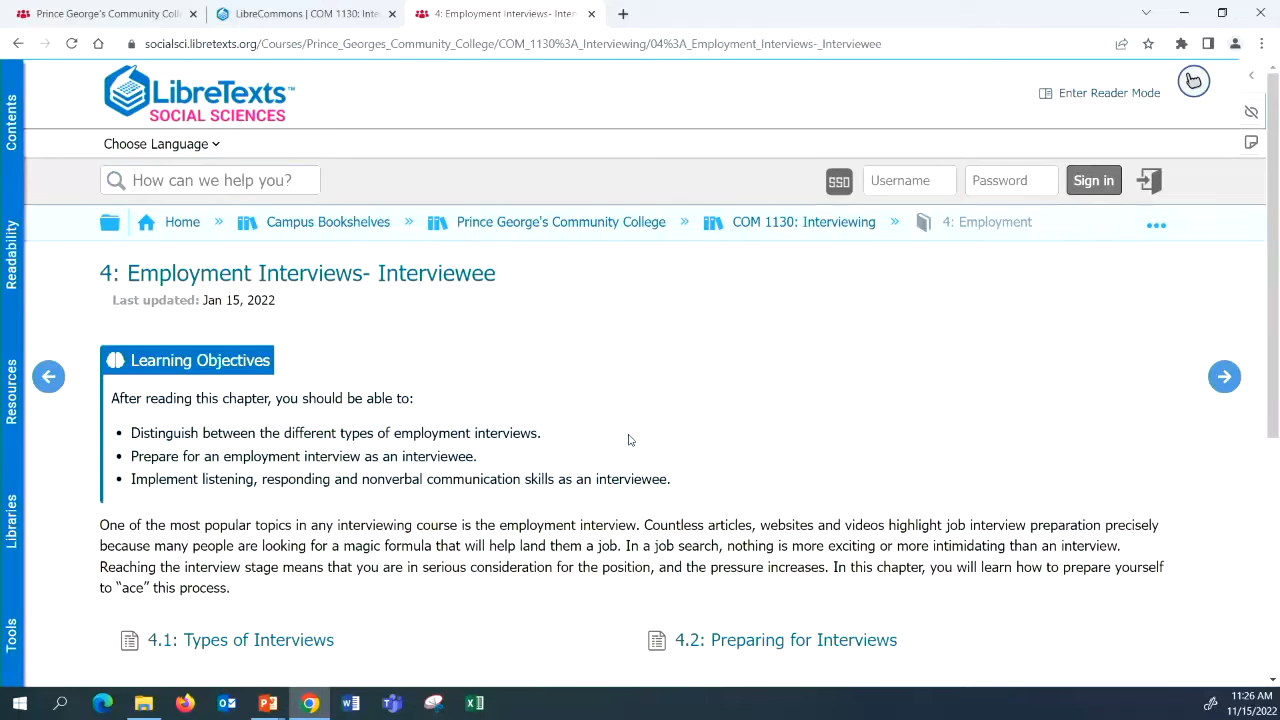 Prince George's Community Colle
LibreCommons | COM 1130: Inte
4: Employment Interviews- Inter
socialsci.libretexts.org/Courses/Prince_Georges_Community_College/COM_1130%3A_Interviewing/04%3A_Employment_Interviews-_Interviewee
Contents
Readability
Resources
Libraries
Tools
LibreTexts™
SOCIAL SCIENCES
Enter Reader Mode
Choose Language
How can we help you?
SSO
Username
Password
Sign in
Home » Campus Bookshelves » Prince George's Community College » COM 1130: Interviewing » 4: Employment
4: Employment Interviews- Interviewee
Last updated: Jan 15, 2022
Learning Objectives
After reading this chapter, you should be able to:
• Distinguish between the different types of employment interviews.
• Prepare for an employment interview as an interviewee.
• Implement listening, responding and nonverbal communication skills as an interviewee.
One of the most popular topics in any interviewing course is the employment interview. Countless articles, websites and videos highlight job interview preparation precisely
because many people are looking for a magic formula that will help land them a job. In a job search, nothing is more exciting or more intimidating than an interview.
Reaching the interview stage means that you are in serious consideration for the position, and the pressure increases. In this chapter, you will learn how to prepare yourself
to “ace” this process.
4.1: Types of Interviews
4.2: Preparing for Interviews
11:26 AM
11/15/2022